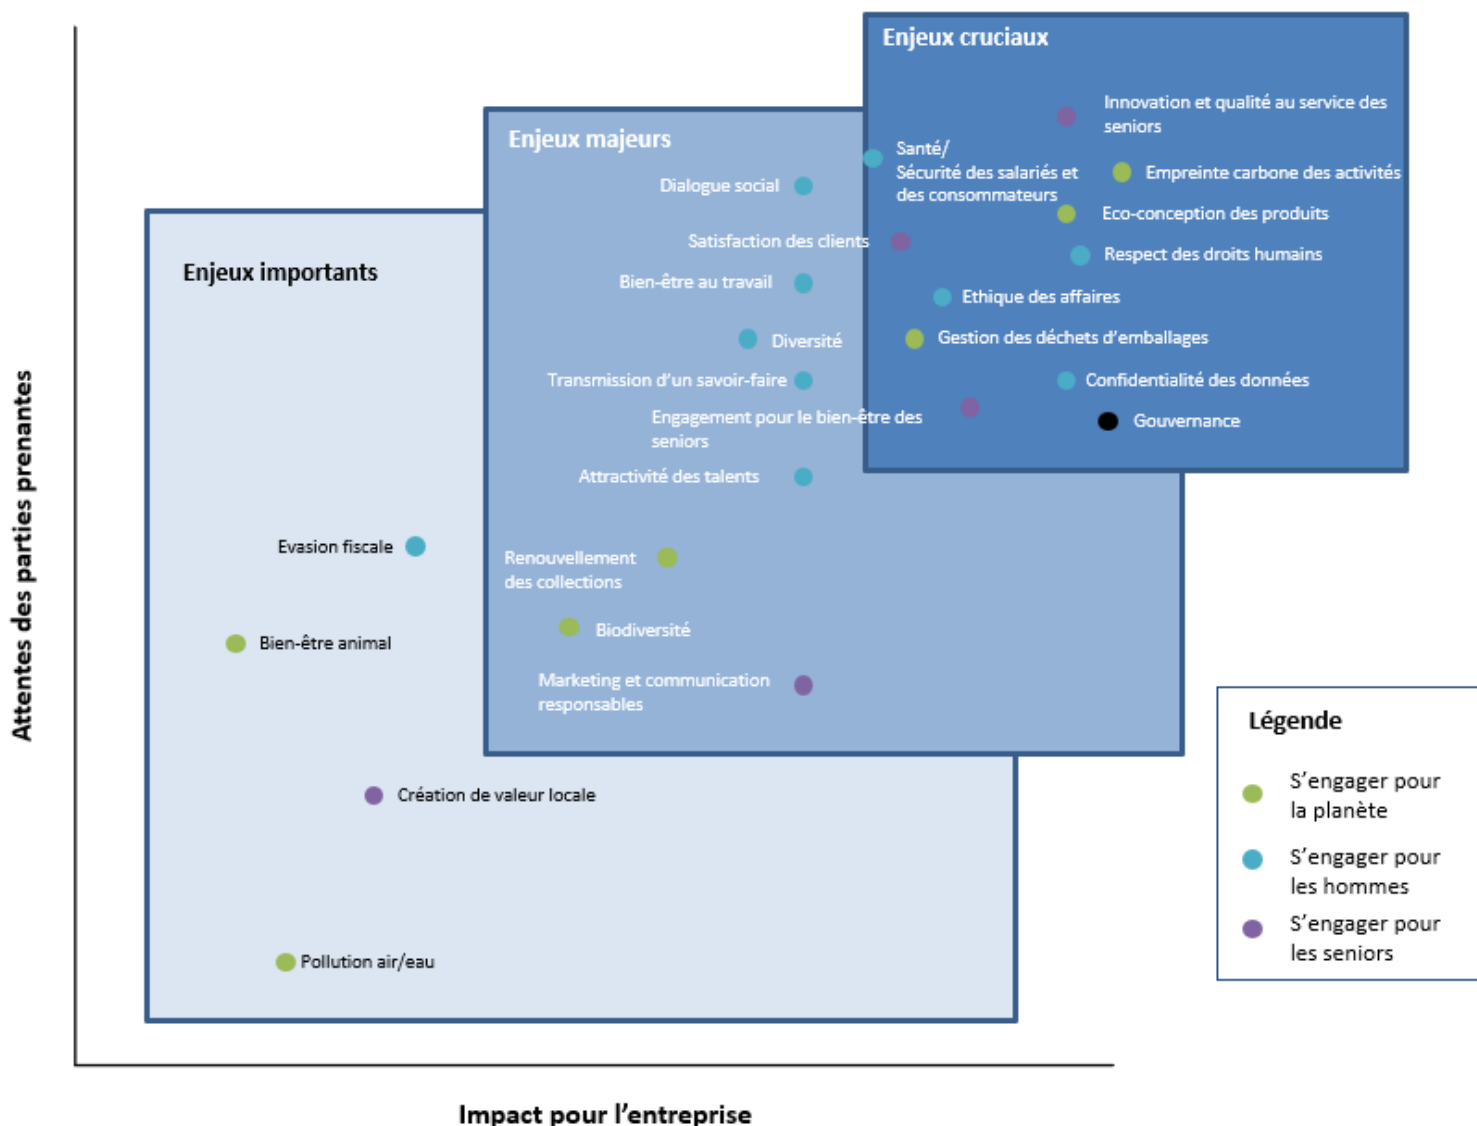 Enjeux cruciaux
Innovation et qualité au service des
seniors
Enjeux majeurs
Santé/
Sécurité des salariés et
des consommateurs
Empreinte carbone des activités
Dialogue social
Eco-conception des produits
Satisfaction des clients
Respect des droits humains
Enjeux importants
Bien-être au travail
Ethique des affaires
Diversité
Gestion des déchets d’emballages
Transmission d’un savoir-faire
Confidentialité des données
Engagement pour le bien-être des
seniors
Gouvernance
Attractivité des talents
Evasion fiscale
Renouvellement
des collections
Biodiversité
Bien-être animal
Marketing et communication
responsables
Création de valeur locale
Pollution air/eau
Attentes des parties prenantes
Impact pour l’entreprise
Légende
S’engager pour
la planète
S’engager pour
les hommes
S’engager pour
les seniors